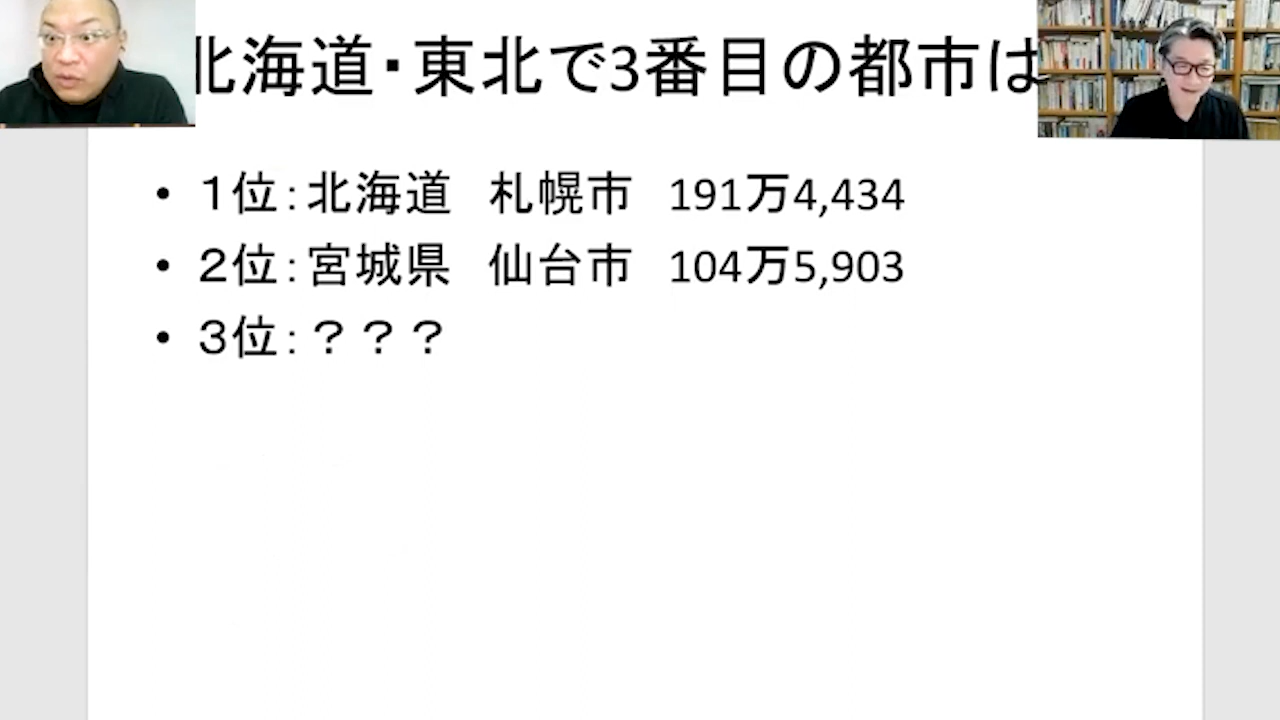 北海道・東北で3番目の都市は
・１位：北海道　札幌市　191万4,434
・２位：宮城県　仙台市　104万5,903
・３位：？？？